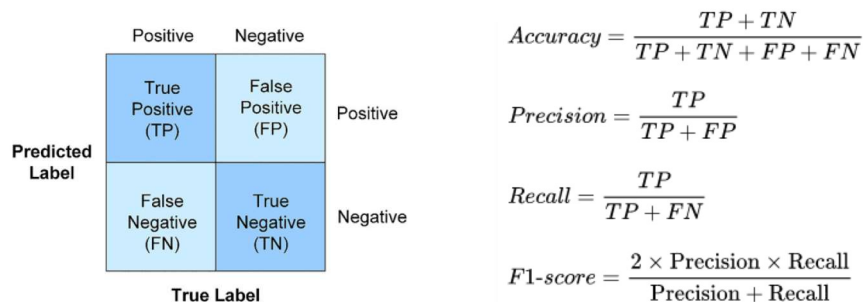 Positive Negative
True
Positive
(TP)
False
Positive
(FP)
Positive
Predicted
Label
False
Negative
(FN)
True
Negative
(TN)
Negative
True Label
Accuracy = (TP + TN) / (TP + TN + FP + FN)
Precision = TP / (TP + FP)
Recall = TP / (TP + FN)
F1-score = (2 × Precision × Recall) / (Precision + Recall)